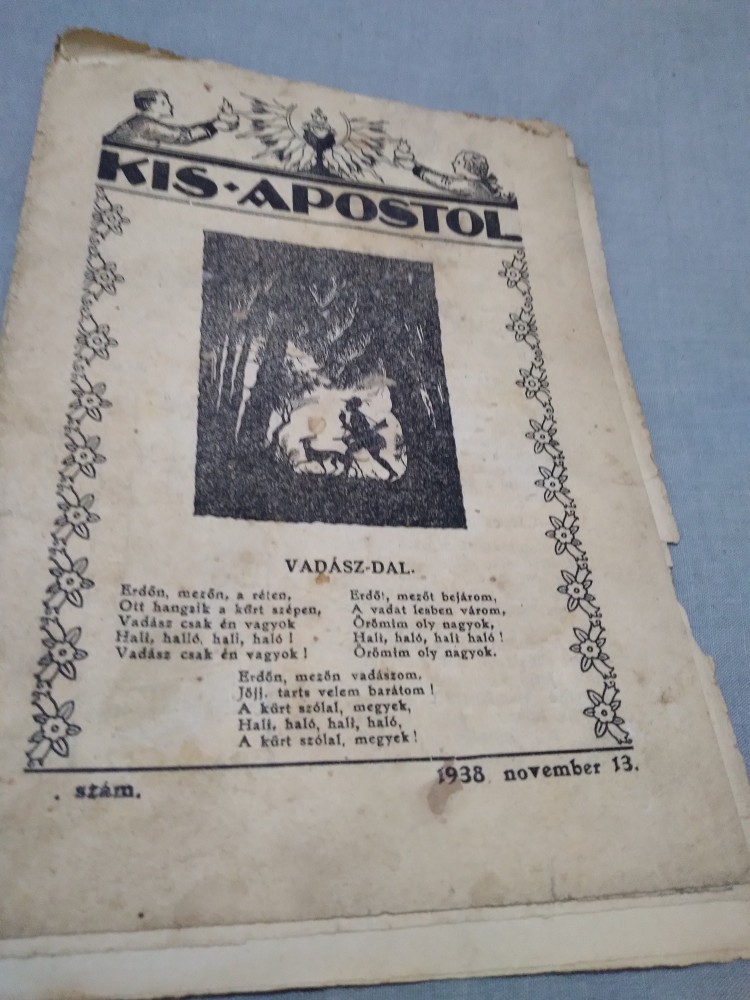 KIS·APOSTOL
VADÁSZ-DAL.
Erdőn, mezőn, a réten,
Ott hangzik a kürt szépen,
Vadász csak én vagyok
Hali, halló, hali, haló !
Vadász csak én vagyok !
Erdőt, mezőt bejárom,
A vadat lesben várom,
Örömim oly nagyok,
Hali, haló, hali haló !
Örömim oly nagyok.
Erdőn, mezőn vadászom,
Jőjj, tarts velem barátom !
A kürt szólal, megyek,
Hali, haló, hali, haló,
A kürt szólal, megyek !
. szám.
1938 november 13.